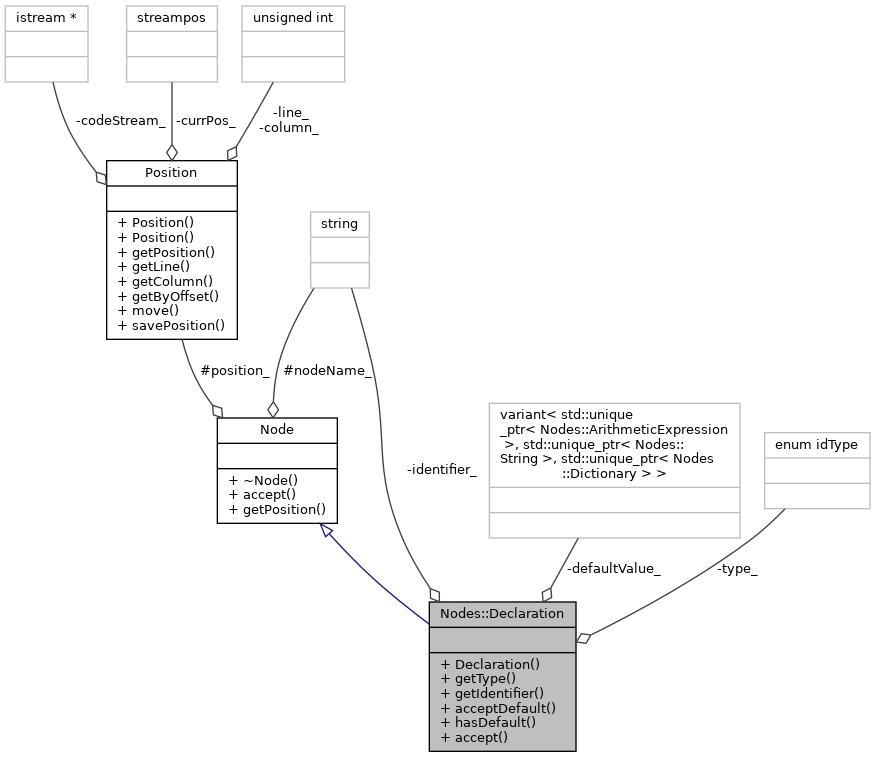 istream *
streampos
unsigned int
-codeStream_
-currPos_
-line_
-column_
Position
+ Position()
+ Position()
+ getPosition()
+ getLine()
+ getColumn()
+ getByOffset()
+ move()
+ savePosition()
string
#position_
#nodeName_
Node
+ ~Node()
+ accept()
+ getPosition()
-identifier_
variant< std::unique
_ptr< Nodes::ArithmeticExpression
>, std::unique_ptr< Nodes::
String >, std::unique_ptr< Nodes
::Dictionary > >
enum idType
-defaultValue_
-type_
Nodes::Declaration
+ Declaration()
+ getType()
+ getIdentifier()
+ acceptDefault()
+ hasDefault()
+ accept()